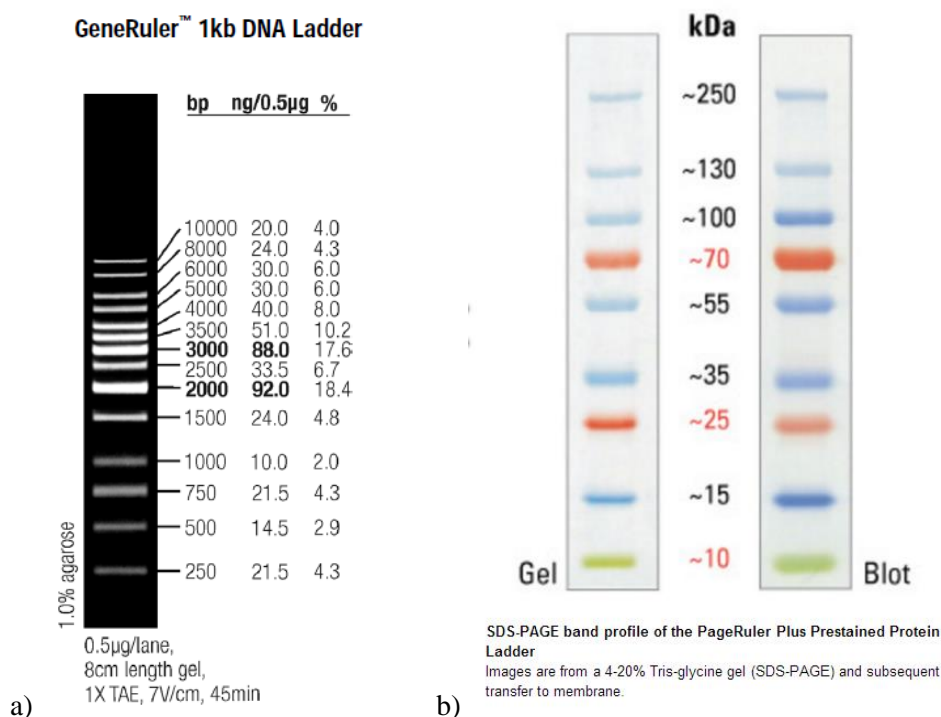 GeneRuler™ 1kb DNA Ladder
bp ng/0.5µg %
10000 20.0 4.0
8000 24.0 4.3
6000 30.0 6.0
5000 30.0 6.0
4000 40.0 8.0
3500 51.0 10.2
3000 88.0 17.6
2500 33.5 6.7
2000 92.0 18.4
1500 24.0 4.8
1000 10.0 2.0
750 21.5 4.3
500 14.5 2.9
250 21.5 4.3
1.0% agarose
0.5µg/lane,
8cm length gel,
1X TAE, 7V/cm, 45min
a)
kDa
~250
~130
~100
~70
~55
~35
~25
~15
~10
Gel
Blot
SDS-PAGE band profile of the PageRuler Plus Prestained Protein
Ladder
Images are from a 4-20% Tris-glycine gel (SDS-PAGE) and subsequent
transfer to membrane.
b)